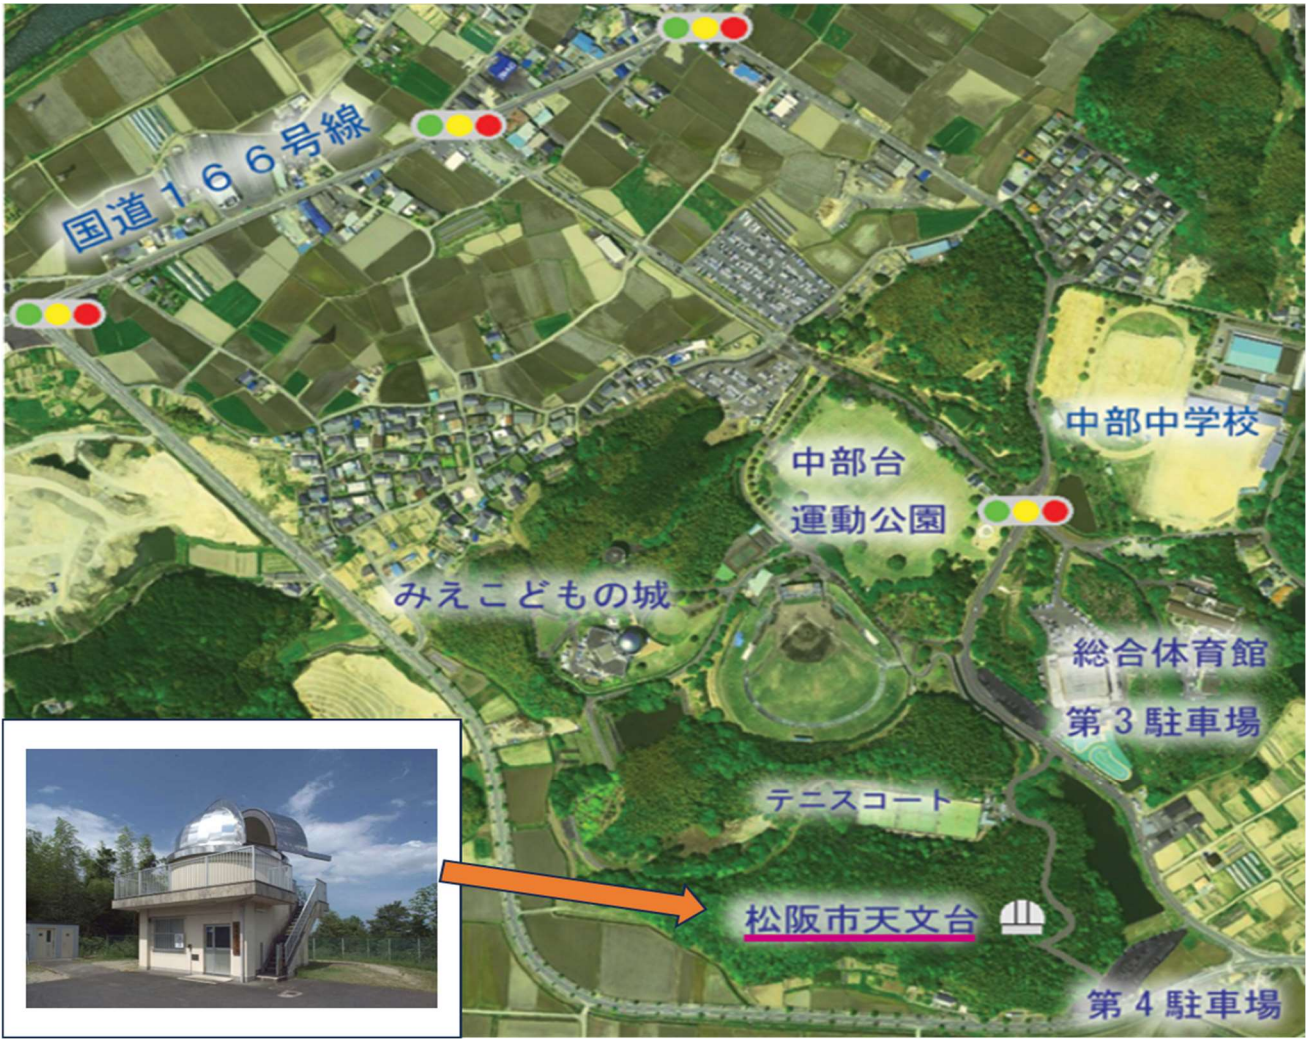 国道１６６号線
中部中学校
中部台
運動公園
みえこどもの城
総合体育館
第３駐車場
テニスコート
松阪市天文台
第４駐車場